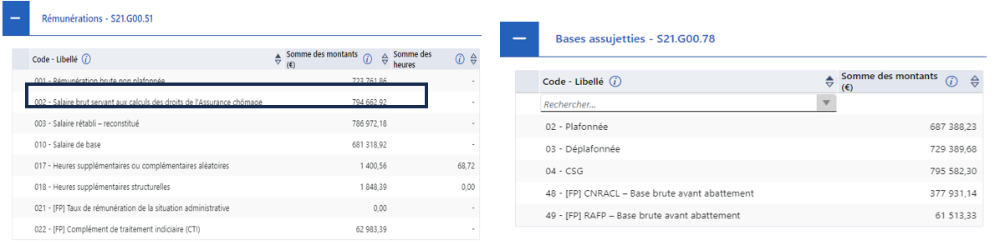 Rémunérations - S21.G00.51
Code - Libellé Somme des montants (€) Somme des heures
001 - Rémunération brute non plafonnée 723 761,86 -
002 - Salaire brut servant aux calculs des droits de l'Assurance chômage 794 662,92 -
003 - Salaire rétabli – reconstitué 786 972,18 -
010 - Salaire de base 681 318,92 -
017 - Heures supplémentaires ou complémentaires aléatoires 1 400,56 68,72
018 - Heures supplémentaires structurelles 1 848,39 0,00
021 - [FP] Taux de rémunération de la situation administrative 0,00 -
022 - [FP] Complément de traitement indiciaire (CTI) 62 983,39 -
Bases assujetties - S21.G00.78
Code - Libellé Somme des montants (€)
Rechercher...
02 - Plafonnée 687 388,23
03 - Déplafonnée 729 389,68
04 - CSG 795 582,30
48 - [FP] CNRACL – Base brute avant abattement 377 931,14
49 - [FP] RAFP – Base brute avant abattement 61 513,33